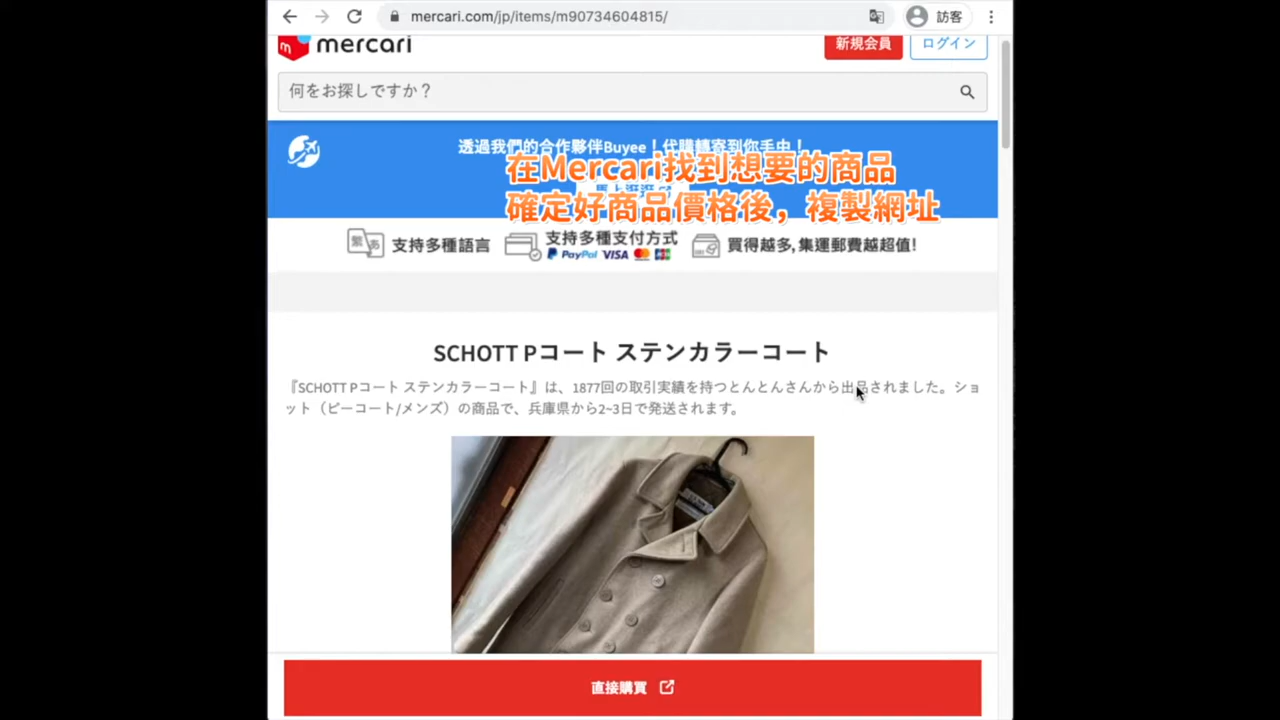 mercari.com/jp/items/m90734604815/
訪客
mercari
新規会員
ログイン
何をお探しですか？
透過我們的合作夥伴Buyee！代購轉寄到你手中！
在Mercari找到想要的商品
確定好商品價格後，複製網址
支持多種語言
支持多種支付方式
PayPal VISA
買得越多, 集運郵費越超值!
SCHOTT Pコート ステンカラーコート
『SCHOTT Pコート ステンカラーコート』は、1877回の取引実績を持つとんとんさんから出品されました。ショ
ット（ピーコート/メンズ）の商品で、兵庫県から2~3日で発送されます。
直接購買